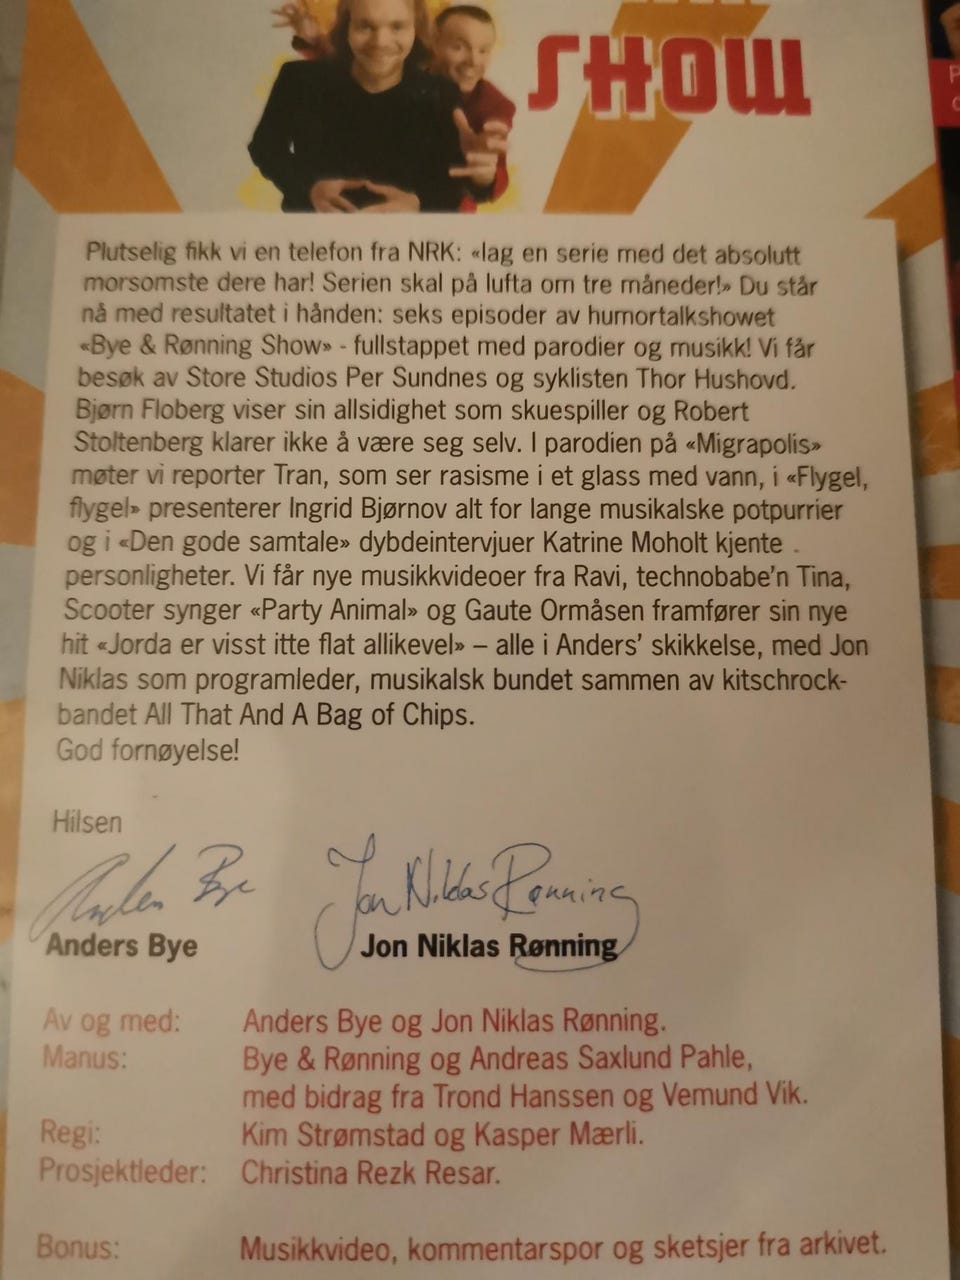 SHOW
P
Plutselig fikk vi en telefon fra NRK: «lag en serie med det absolutt
morsomste dere har! Serien skal på lufta om tre måneder!» Du står
nå med resultatet i hånden: seks episoder av humortalkshowet
«Bye & Rønning Show» - fullstappet med parodier og musikk! Vi får
besøk av Store Studios Per Sundnes og syklisten Thor Hushovd.
Bjørn Floberg viser sin allsidighet som skuespiller og Robert
Stoltenberg klarer ikke å være seg selv. I parodien på «Migrapolis»
møter vi reporter Tran, som ser rasisme i et glass med vann, i «Flygel,
flygel» presenterer Ingrid Bjørnov alt for lange musikalske potpurrier
og i «Den gode samtale» dybdeintervjuer Katrine Moholt kjente
personligheter. Vi får nye musikkvideoer fra Ravi, technobabe'n Tina,
Scooter synger «Party Animal» og Gaute Ormåsen framfører sin nye
hit «Jorda er visst itte flat allikevel» – alle i Anders' skikkelse, med Jon
Niklas som programleder, musikalsk bundet sammen av kitschrock-
bandet All That And A Bag of Chips.
God fornøyelse!
Hilsen
Anders Bye Jon Niklas Rønning
Anders Bye Jon Niklas Rønning
Av og med: Anders Bye og Jon Niklas Rønning.
Manus: Bye & Rønning og Andreas Saxlund Pahle,
med bidrag fra Trond Hanssen og Vemund Vik.
Regi: Kim Strømstad og Kasper Mærli.
Prosjektleder: Christina Rezk Resar.
Bonus: Musikkvideo, kommentarspor og sketsjer fra arkivet.